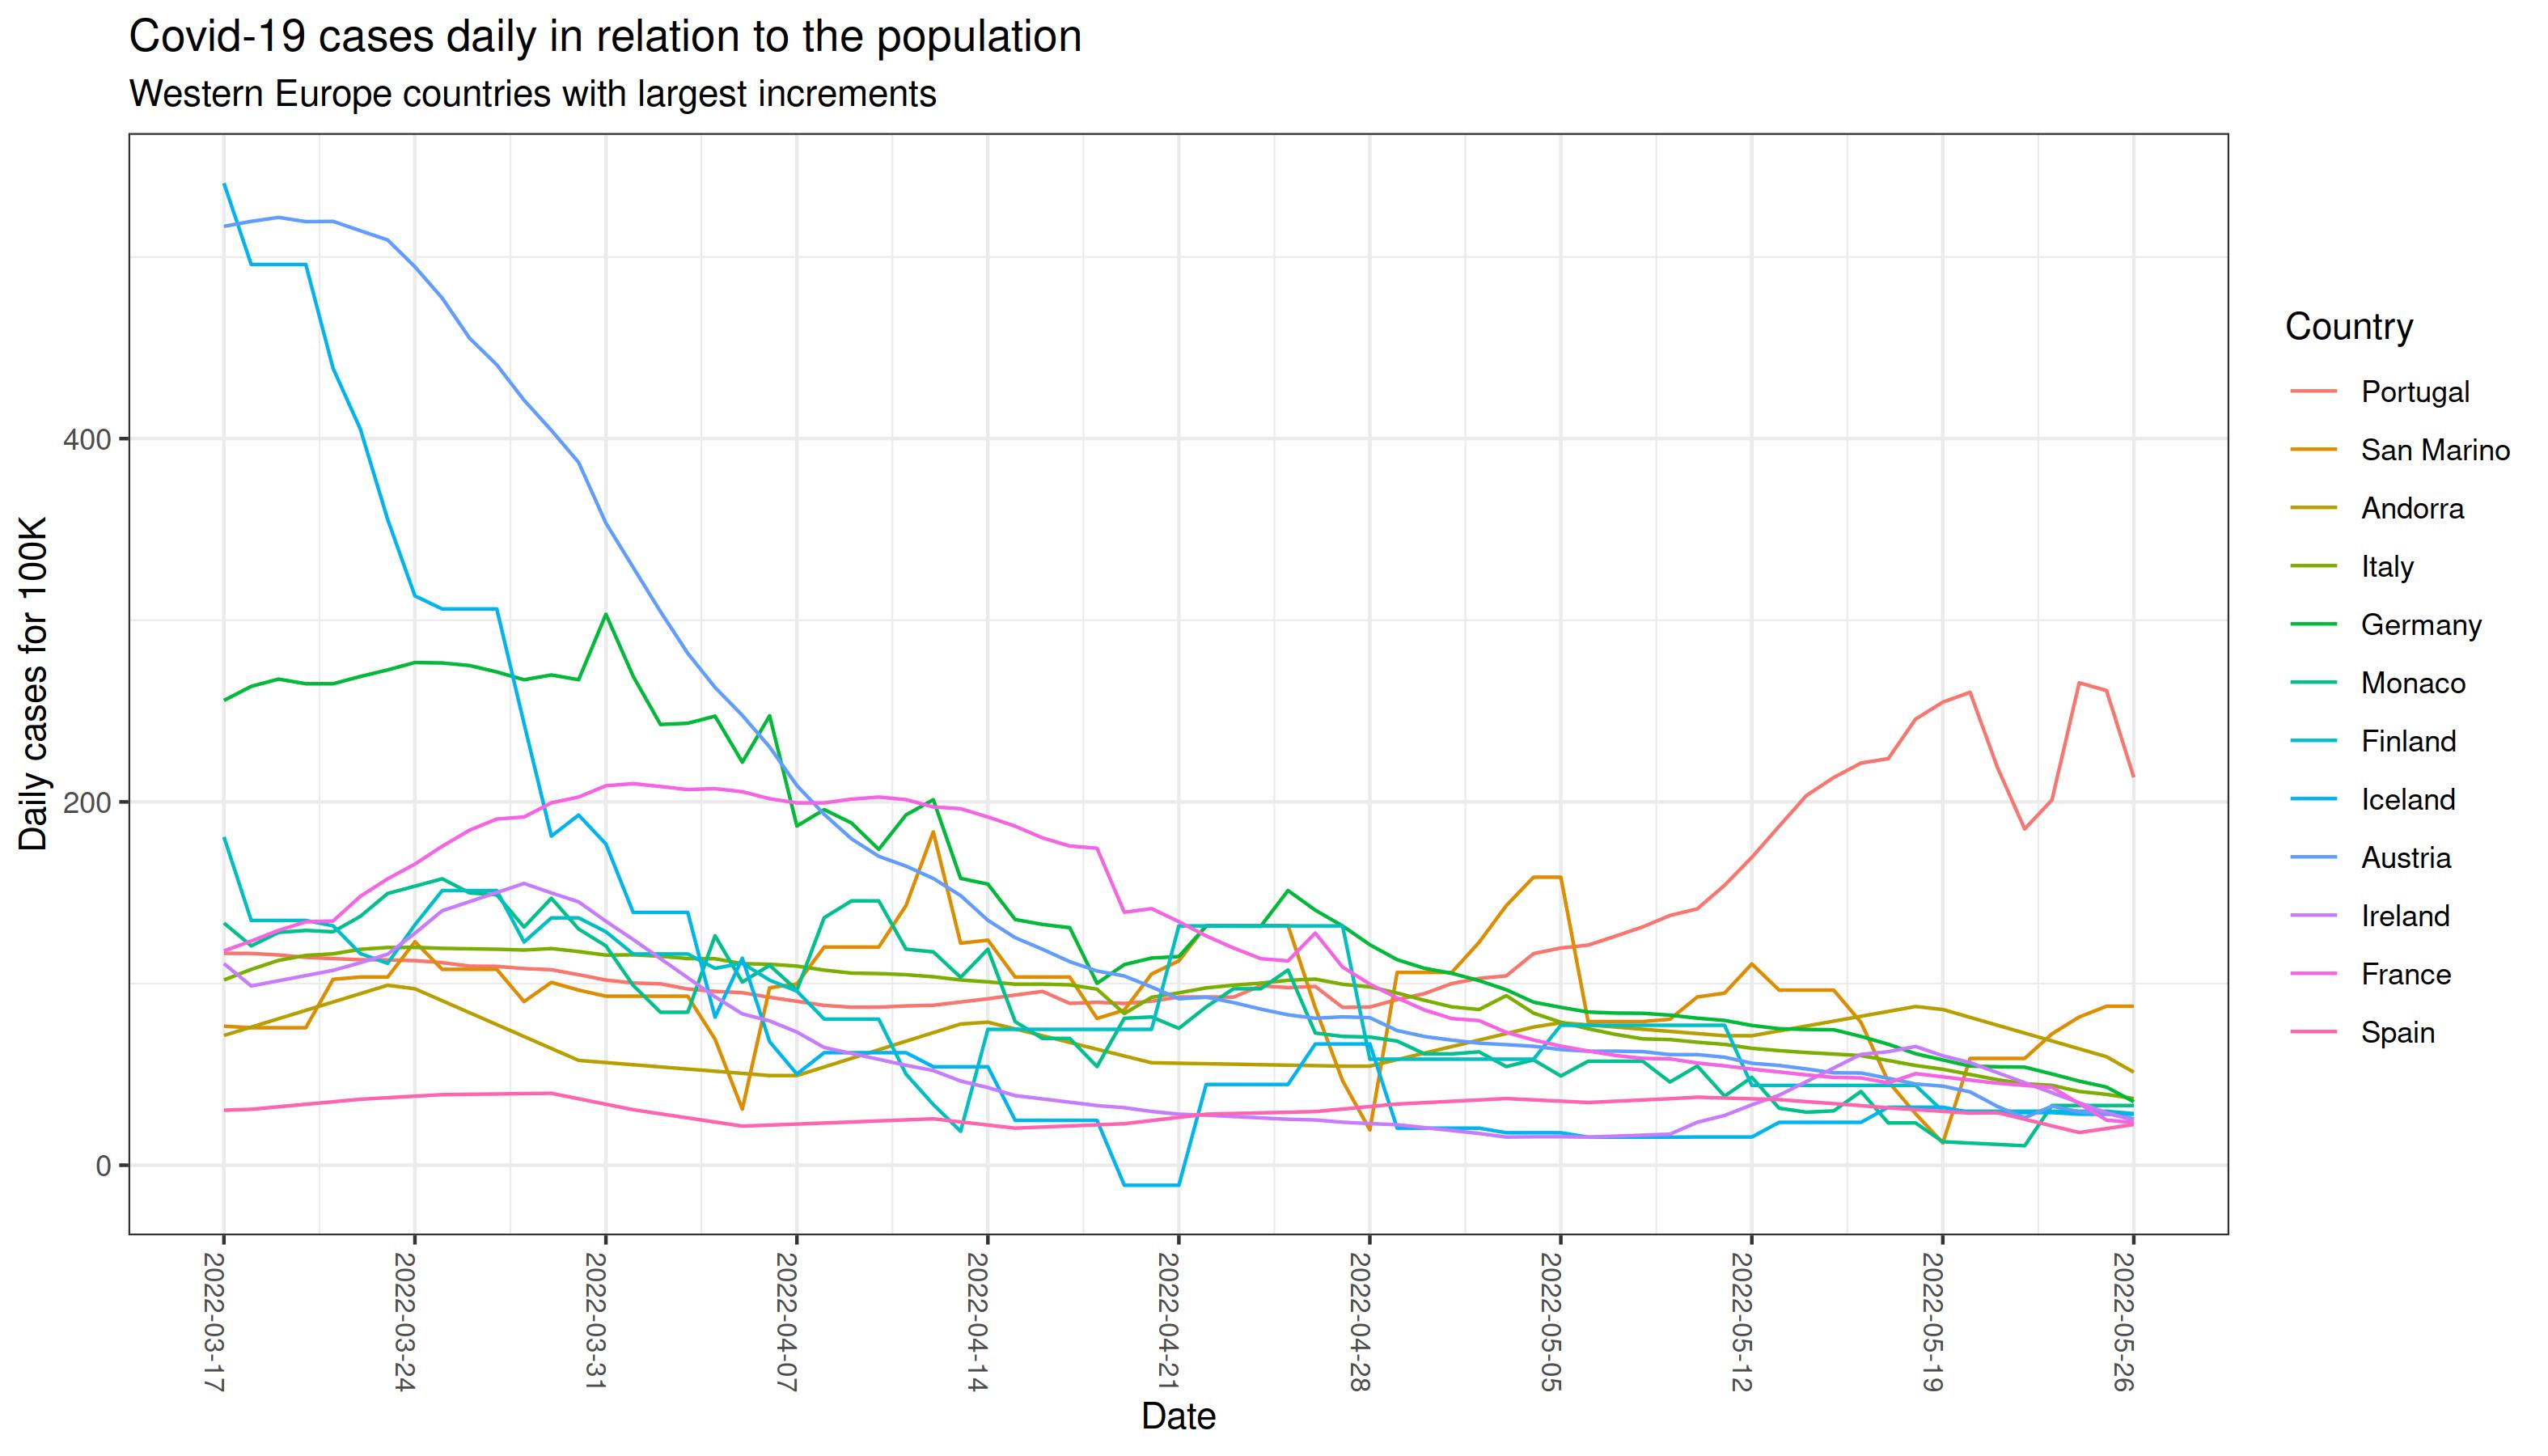 Covid-19 cases daily in relation to the population
Western Europe countries with largest increments
Daily cases for 100K
400
200
0
2022-03-17
2022-03-24
2022-03-31
2022-04-07
2022-04-14
2022-04-21
2022-04-28
2022-05-05
2022-05-12
2022-05-19
2022-05-26
Date
Country
Portugal
San Marino
Andorra
Italy
Germany
Monaco
Finland
Iceland
Austria
Ireland
France
Spain